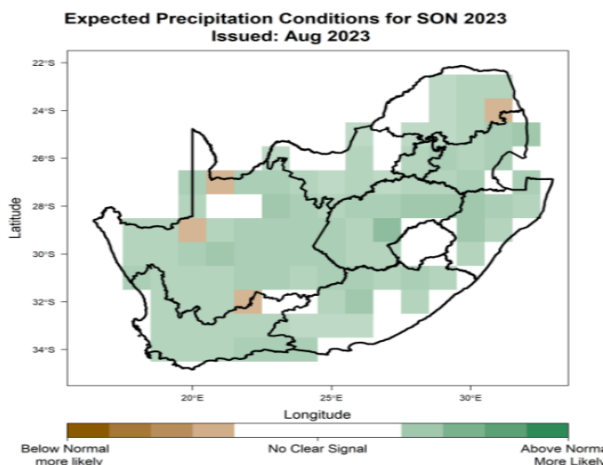 Expected Precipitation Conditions for SON 2023
Issued: Aug 2023
22°S
24°S
26°S
28°S
30°S
32°S
34°S
Latitude
20°E
25°E
30°E
Longitude
Below Normal
more likely
No Clear Signal
Above Norma
More Likely